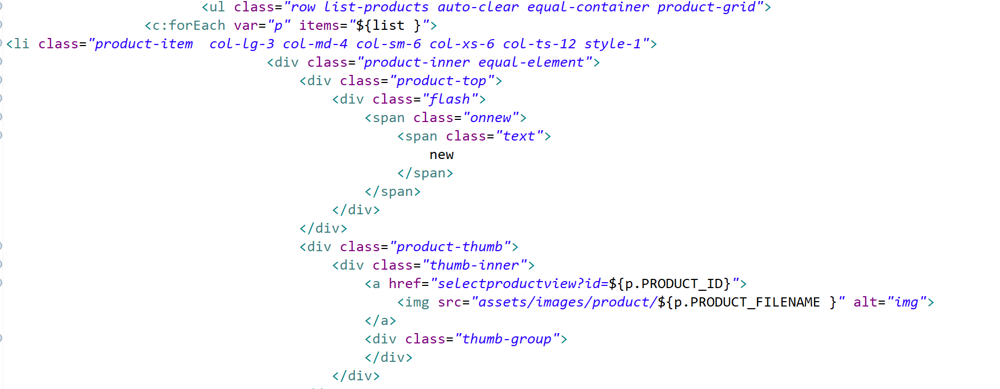 <ul class="row list-products auto-clear equal-container product-grid">
<c:forEach var="p" items="${list }">
<li class="product-item  col-lg-3 col-md-4 col-sm-6 col-xs-6 col-ts-12 style-1">
<div class="product-inner equal-element">
<div class="product-top">
<div class="flash">
<span class="onnew">
<span class="text">
new
</span>
</span>
</div>
</div>
<div class="product-thumb">
<div class="thumb-inner">
<a href="selectproductview?id=${p.PRODUCT_ID}">
<img src="assets/images/product/${p.PRODUCT_FILENAME }" alt="img">
</a>
<div class="thumb-group">
</div>
</div>